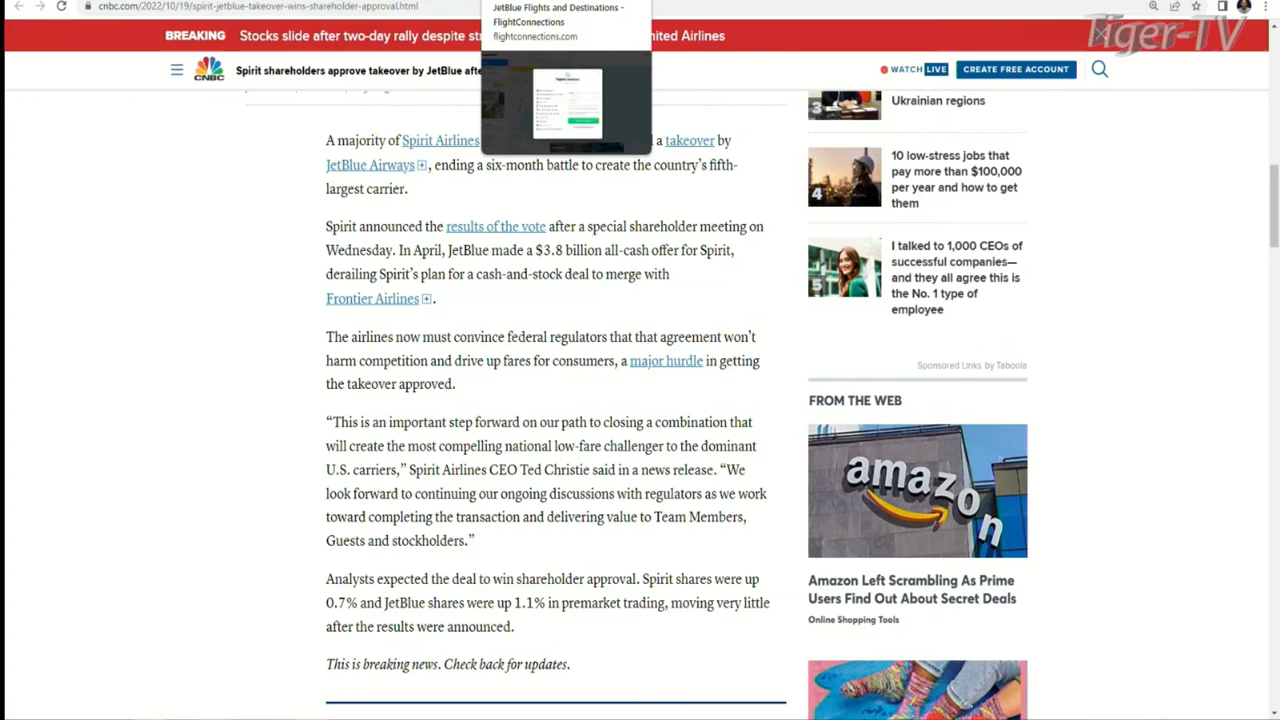 cnbc.com/2022/10/19/spirit-jetblue-takeover-wins-shareholder-approval.html
JetBlue Flights and Destinations -
FlightConnections
flightconnections.com
Tiger-TV
BREAKING Stocks slide after two-day rally despite
United Airlines
CNBC
Spirit shareholders approve takeover by JetBlue
WATCH LIVE
CREATE FREE ACCOUNT
A majority of Spirit Airlines
a takeover by
JetBlue Airways, ending a six-month battle to create the country’s fifth-
largest carrier.
Spirit announced the results of the vote after a special shareholder meeting on
Wednesday. In April, JetBlue made a $3.8 billion all-cash offer for Spirit,
derailing Spirit’s plan for a cash-and-stock deal to merge with
Frontier Airlines.
The airlines now must convince federal regulators that that agreement won’t
harm competition and drive up fares for consumers, a major hurdle in getting
the takeover approved.
“This is an important step forward on our path to closing a combination that
will create the most compelling national low-fare challenger to the dominant
U.S. carriers,” Spirit Airlines CEO Ted Christie said in a news release. “We
look forward to continuing our ongoing discussions with regulators as we work
toward completing the transaction and delivering value to Team Members,
Guests and stockholders.”
Analysts expected the deal to win shareholder approval. Spirit shares were up
0.7% and JetBlue shares were up 1.1% in premarket trading, moving very little
after the results were announced.
This is breaking news. Check back for updates.
3
Ukrainian regions
4
10 low-stress jobs that
pay more than $100,000
per year and how to get
them
5
I talked to 1,000 CEOs of
successful companies—
and they all agree this is
the No. 1 type of
employee
Sponsored Links by Taboola
FROM THE WEB
amazon
Amazon Left Scrambling As Prime
Users Find Out About Secret Deals
Online Shopping Tools